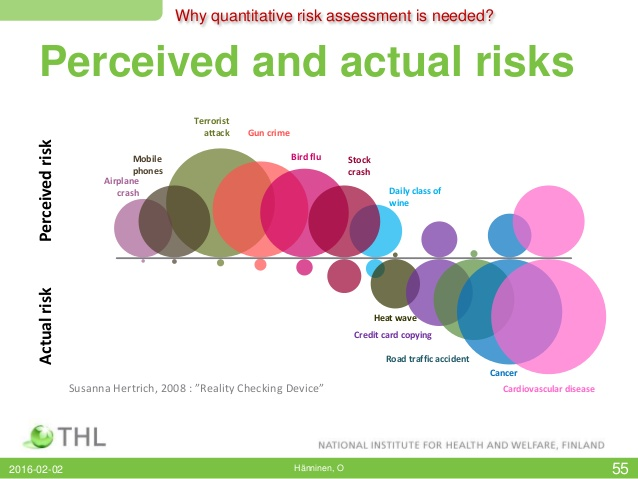 Why quantitative risk assessment is needed?
Perceived and actual risks
Perceived risk
Actual risk
Airplane
crash
Mobile
phones
Terrorist
attack
Gun crime
Bird flu
Stock
crash
Daily class of
wine
Heat wave
Credit card copying
Road traffic accident
Cancer
Cardiovascular disease
Susanna Hertrich, 2008 : ”Reality Checking Device”
THL
NATIONAL INSTITUTE FOR HEALTH AND WELFARE, FINLAND
2016-02-02
Hänninen, O
55